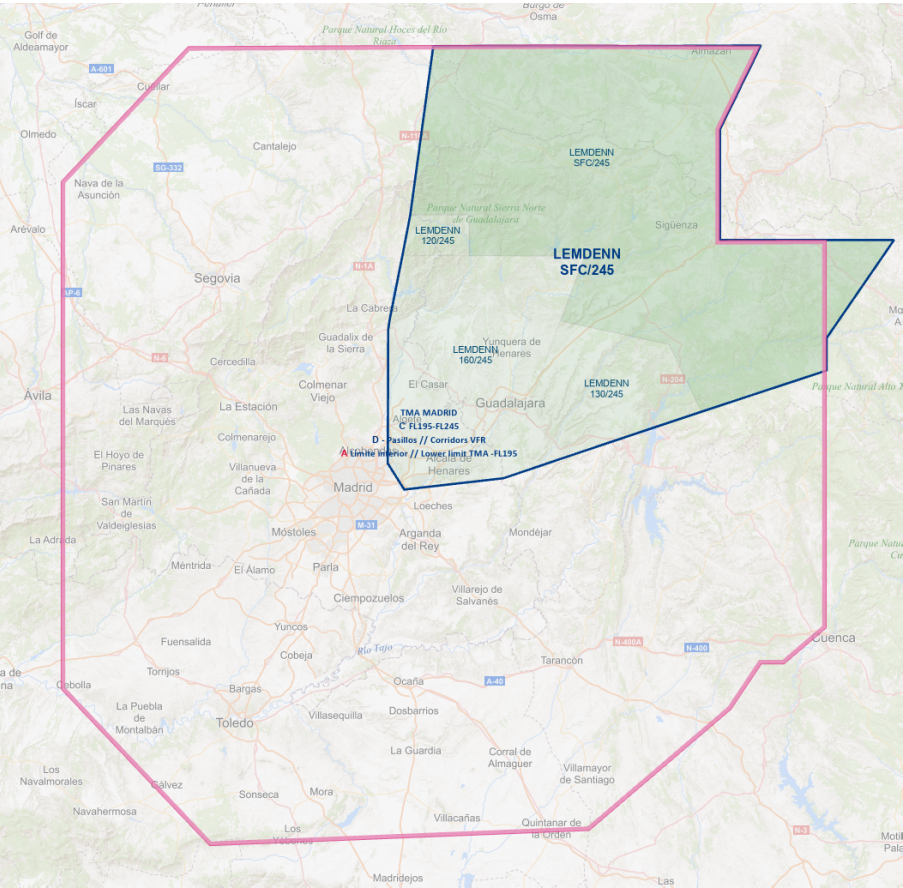 Burgo de
Osma
Golf de
Aldeamayor
Parque Natural Hoces del Río
Riaza
Almazán
A-601
Cuéllar
Íscar
Olmedo
Cantalejo
SG-332
LEMDENN
SFC/245
Nava de la
Asunción
Parque Natural Sierra Norte
de Guadalajara
Arévalo
LEMDENN
120/245
Sigüenza
LEMDENN
SFC/245
N-1A
Segovia
AP-6
La Cabrera
Guadalix de
la Sierra
Yunquera de
Henares
LEMDENN
160/245
N-6
Cercedilla
Colmenar
Viejo
El Casar
LEMDENN
130/245
N-204
Parque Natural Alto
Ávila
Las Navas
del Marqués
La Estación
Guadalajara
TMA MADRID
C FL195-FL245
Algete
Colmenarejo
D - Pasillos // Corridors VFR
A Límite inferior // Lower limit TMA -FL195
El Hoyo de
Pinares
Villanueva
de la
Cañada
Alcalá de
Henares
Madrid
San Martín
de
Valdeiglesias
Loeches
M-31
La Adrada
Móstoles
Arganda
del Rey
Mondéjar
Parque
Méntrida
El Álamo
Parla
Ciempozuelos
Villarejo de
Salvanés
Yuncos
Fuensalida
Cobeja
Río Tajo
N-400A
N-400
Cuenca
Torrijos
Tarancón
Cebolla
Bargas
Ocaña
A-40
La Puebla
de
Montalbán
Toledo
Villasequilla
Dosbarrios
La Guardia
Corral de
Almaguer
Los
Navalmorales
Gálvez
Villamayor
de Santiago
Sonseca
Mora
Navahermosa
Villacañas
Quintanar de
la Orden
Los
Yébenes
N-3
Madridejos
Las